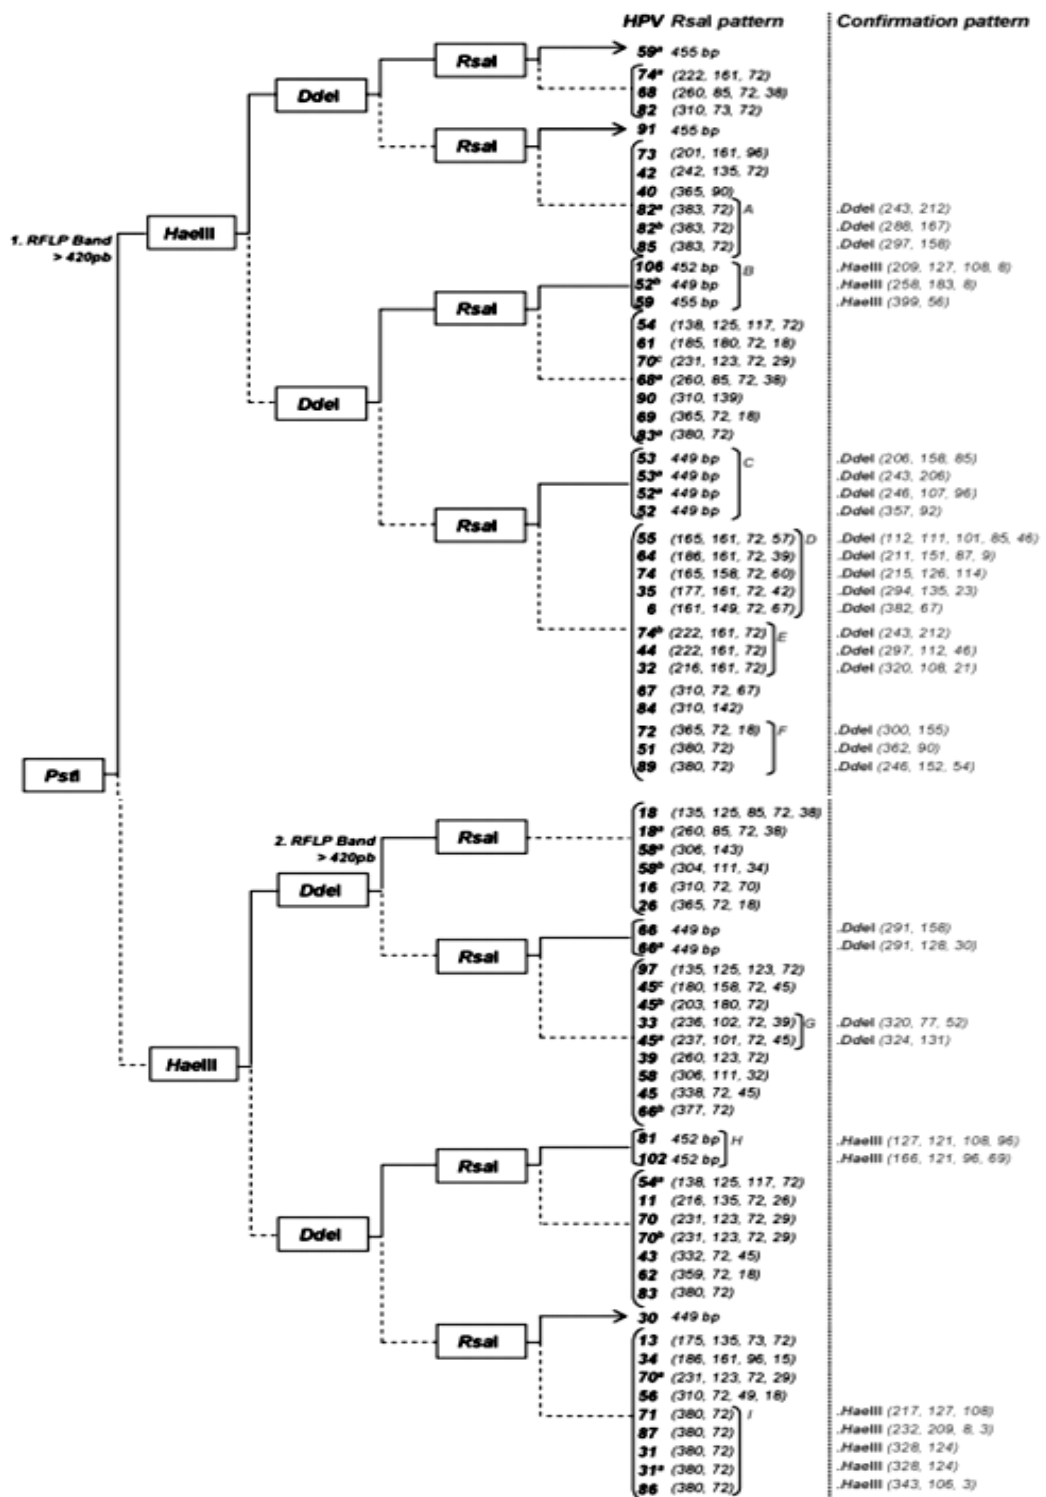 HPV RsaI pattern Confirmation pattern
RsaI 59ª 455 bp
74ª (222, 161, 72)
DdeI 68 (260, 85, 72, 38)
82 (310, 73, 72)
RsaI 91 455 bp
73 (201, 161, 96)
42 (242, 135, 72)
40 (365, 90)
82ª (383, 72) A .DdeI (243, 212)
1. RFLP Band > 420pb
HaeIII 82ᵇ (383, 72) .DdeI (288, 167)
85 (383, 72) .DdeI (297, 158)
106 452 bp B .HaeIII (209, 127, 108, 8)
52ᵇ 449 bp .HaeIII (258, 183, 8)
RsaI 59 455 bp .HaeIII (399, 56)
54 (138, 125, 117, 72)
61 (185, 180, 72, 18)
70ᶜ (231, 123, 72, 29)
68ª (260, 85, 72, 38)
DdeI 90 (310, 139)
69 (365, 72, 18)
83ª (380, 72)
53 449 bp C .DdeI (206, 158, 85)
53ª 449 bp .DdeI (243, 206)
52ª 449 bp .DdeI (246, 107, 96)
RsaI 52 449 bp .DdeI (357, 92)
55 (165, 161, 72, 57) D .DdeI (112, 111, 101, 85, 46)
64 (186, 161, 72, 39) .DdeI (211, 151, 87, 9)
74 (165, 158, 72, 60) .DdeI (215, 126, 114)
35 (177, 161, 72, 42) .DdeI (294, 135, 23)
6 (161, 149, 72, 67) .DdeI (382, 67)
74ᵇ (222, 161, 72) E .DdeI (243, 212)
44 (222, 161, 72) .DdeI (297, 112, 46)
32 (216, 161, 72) .DdeI (320, 108, 21)
67 (310, 72, 67)
84 (310, 142)
72 (365, 72, 18) F .DdeI (300, 155)
51 (380, 72) .DdeI (362, 90)
PstI 89 (380, 72) .DdeI (246, 152, 54)
18 (135, 125, 85, 72, 38)
2. RFLP Band > 420pb
RsaI 18ª (260, 85, 72, 38)
58ª (306, 143)
58ᵇ (304, 111, 34)
DdeI 16 (310, 72, 70)
26 (365, 72, 18)
66 449 bp .DdeI (291, 158)
66ª 449 bp .DdeI (291, 128, 30)
RsaI 97 (135, 125, 123, 72)
45ᶜ (180, 158, 72, 45)
45ᵇ (203, 180, 72)
33 (236, 102, 72, 39) G .DdeI (320, 77, 52)
45ª (237, 101, 72, 45) .DdeI (324, 131)
HaeIII 39 (260, 123, 72)
58 (306, 111, 32)
45 (338, 72, 45)
66ᵇ (377, 72)
81 452 bp H .HaeIII (127, 121, 108, 96)
RsaI 102 452 bp .HaeIII (166, 121, 96, 69)
54ª (138, 125, 117, 72)
11 (216, 135, 72, 26)
70 (231, 123, 72, 29)
DdeI 70ᵇ (231, 123, 72, 29)
43 (332, 72, 45)
62 (359, 72, 18)
83 (380, 72)
30 449 bp
RsaI 13 (175, 135, 73, 72)
34 (186, 161, 96, 15)
70ª (231, 123, 72, 29)
56 (310, 72, 49, 18)
71 (380, 72) I .HaeIII (217, 127, 108)
87 (380, 72) .HaeIII (232, 209, 8, 3)
31 (380, 72) .HaeIII (328, 124)
31ª (380, 72) .HaeIII (328, 124)
86 (380, 72) .HaeIII (343, 106, 3)